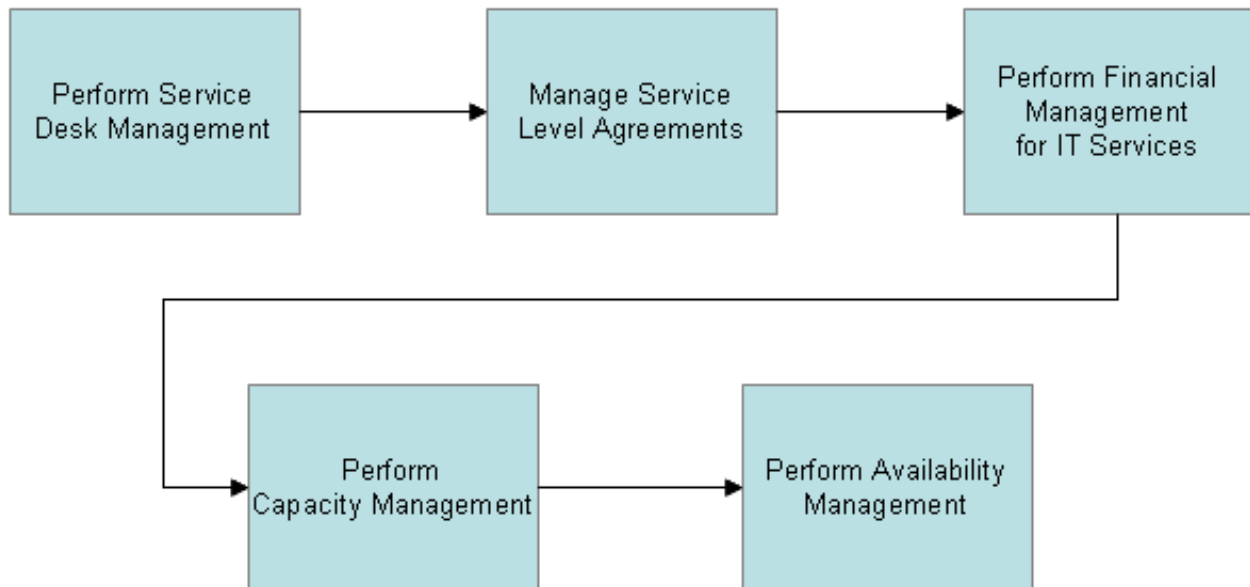 Perform Service
Desk Management
Manage Service
Level Agreements
Perform Financial
Management
for IT Services
Perform
Capacity Management
Perform Availability
Management